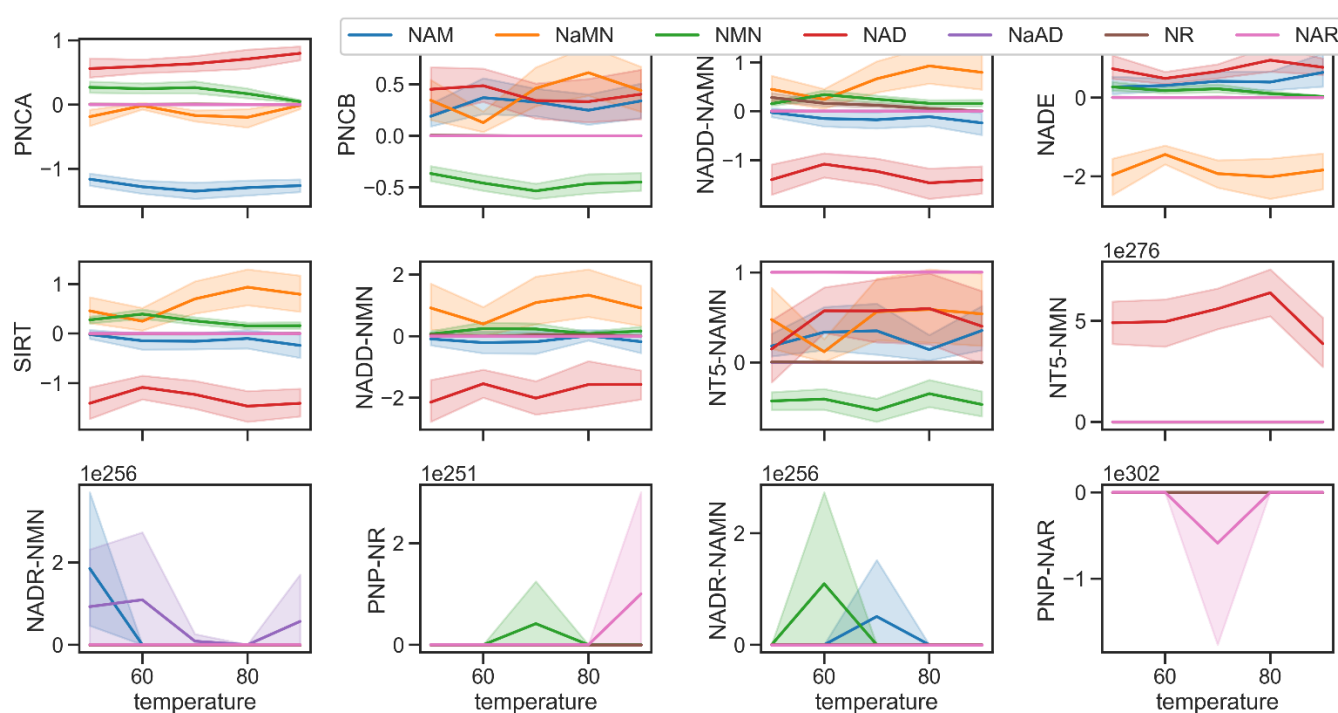 NAM NaMN NMN NAD NaAD NR NAR
PNCA
1
0
−1
PNCB
0.5
0.0
−0.5
NADD-NAMN
1
0
−1
NADE
0
−2
SIRT
1
0
−1
NADD-NMN
2
0
−2
NT5-NAMN
1
0
NT5-NMN
1e276
5
0
NADR-NMN
1e256
2
0
60 80
temperature
PNP-NR
1e251
2
0
60 80
temperature
NADR-NAMN
1e256
2
0
60 80
temperature
PNP-NAR
1e302
0
−1
60 80
temperature